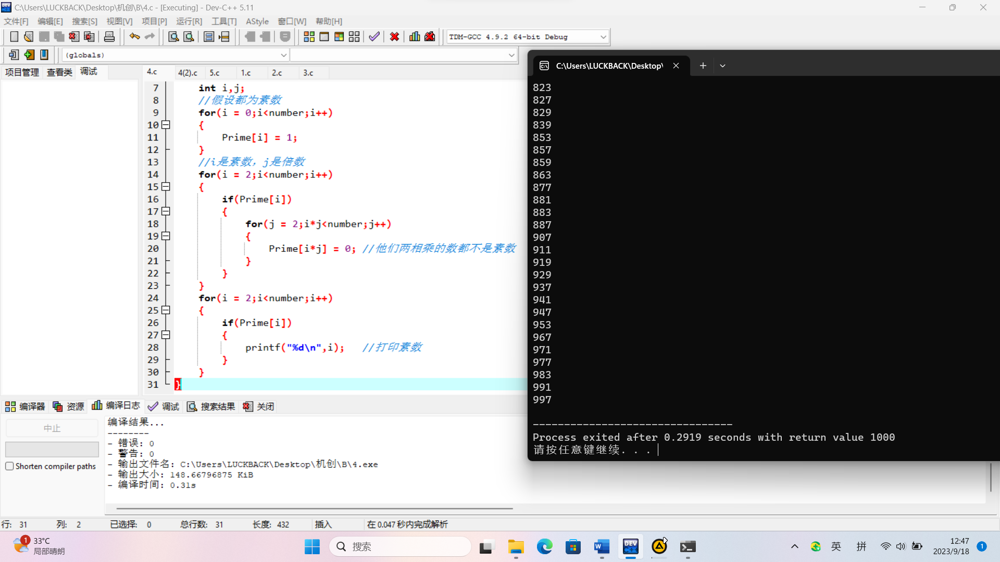 C:\Users\LUCKBACK\Desktop\机创\B\4.c - [Executing] - Dev-C++ 5.11
文件[F] 编辑[E] 搜索[S] 视图[V] 项目[P] 运行[R] 工具[T] AStyle 窗口[W] 帮助[H]
TDM-GCC 4.9.2 64-bit Debug
(globals)
项目管理 查看类 调试
4.c 4(2).c 5.c 1.c 2.c 3.c
7 int i,j;
8 //假设都为素数
9 for(i = 0;i<number;i++)
10 {
11 Prime[i] = 1;
12 }
13 //i是素数，j是倍数
14 for(i = 2;i<number;i++)
15 {
16 if(Prime[i])
17 {
18 for(j = 2;i*j<number;j++)
19 {
20 Prime[i*j] = 0; //他们两相乘的数都不是素数
21 }
22 }
23 }
24 for(i = 2;i<number;i++)
25 {
26 if(Prime[i])
27 {
28 printf("%d\n",i); //打印素数
29 }
30 }
31 }
C:\Users\LUCKBACK\Desktop\
823
827
829
839
853
857
859
863
877
881
883
887
907
911
919
929
937
941
947
953
967
971
977
983
991
997
--------------------------------
Process exited after 0.2919 seconds with return value 1000
请按任意键继续. . .
编译器 资源 编译日志 调试 搜索结果 关闭
中止
Shorten compiler paths
编译结果...
--------
- 错误: 0
- 警告: 0
- 输出文件名: C:\Users\LUCKBACK\Desktop\机创\B\4.exe
- 输出大小: 148.66796875 KiB
- 编译时间: 0.31s
行: 31 列: 2 已选择: 0 总行数: 31 长度: 432 插入 在 0.047 秒内完成解析
1
33°C
局部晴朗
搜索
DEV
C++
W
英
拼
12:47
2023/9/18
1